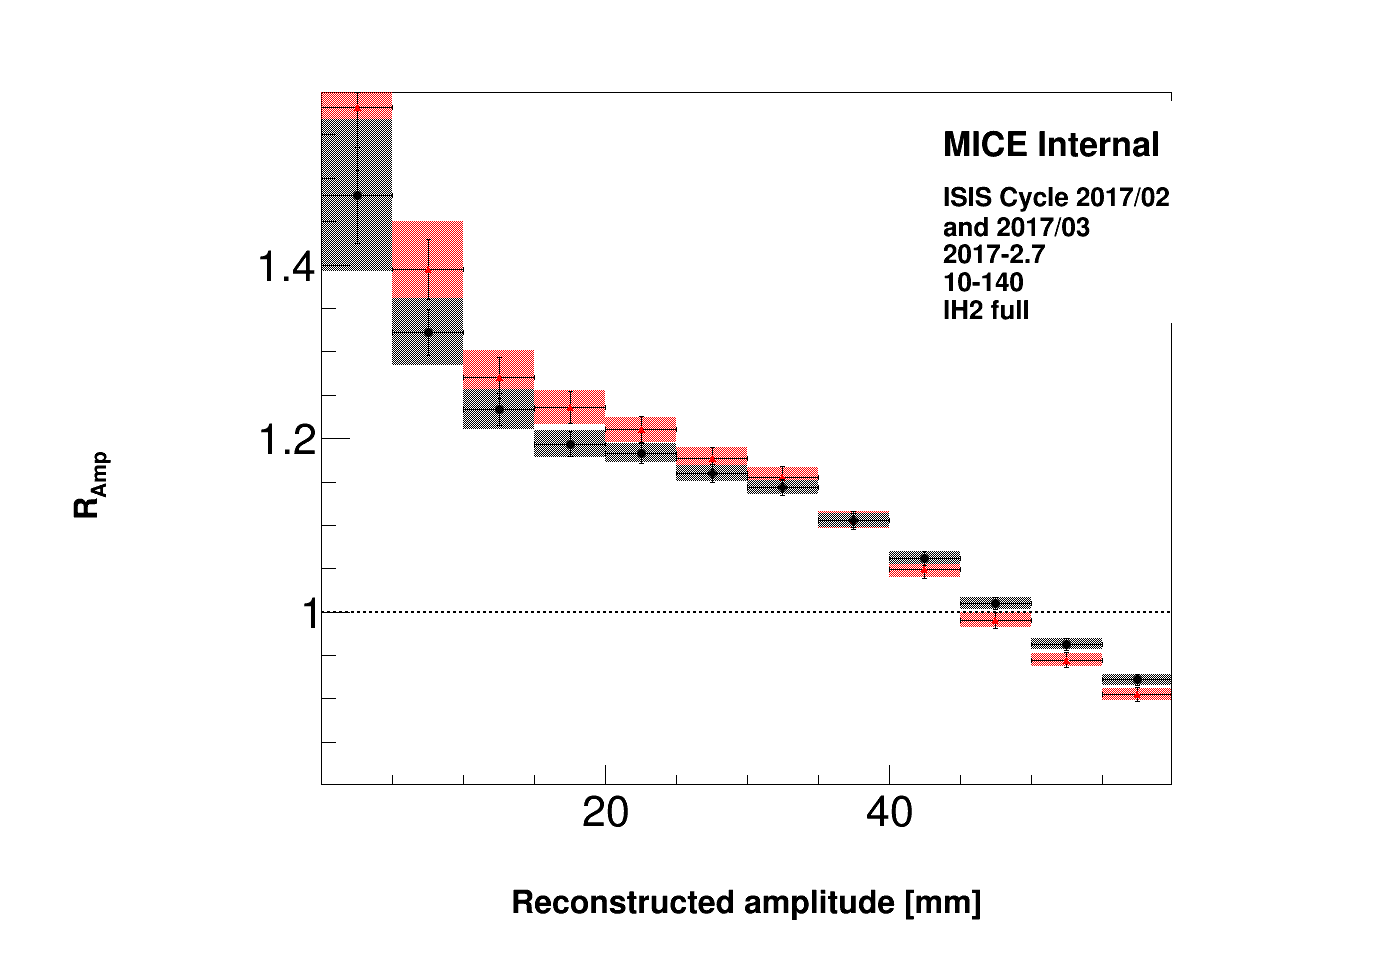 MICE Internal
ISIS Cycle 2017/02
and 2017/03
2017-2.7
10-140
lH2 full
1.4
1.2
1
R_Amp
20
40
Reconstructed amplitude [mm]